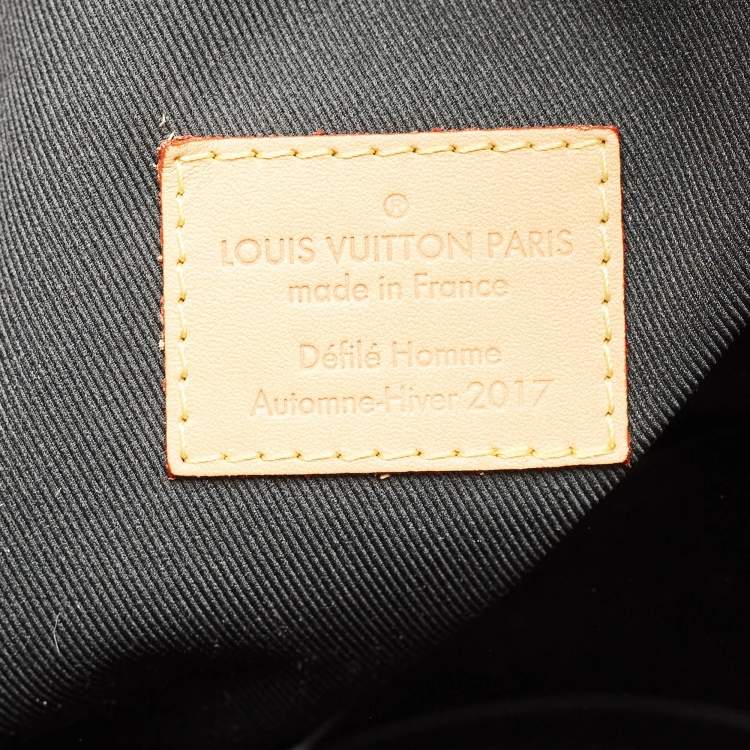 ®
LOUIS VUITTON PARIS
made in France
Défilé Homme
Automne-Hiver 2017